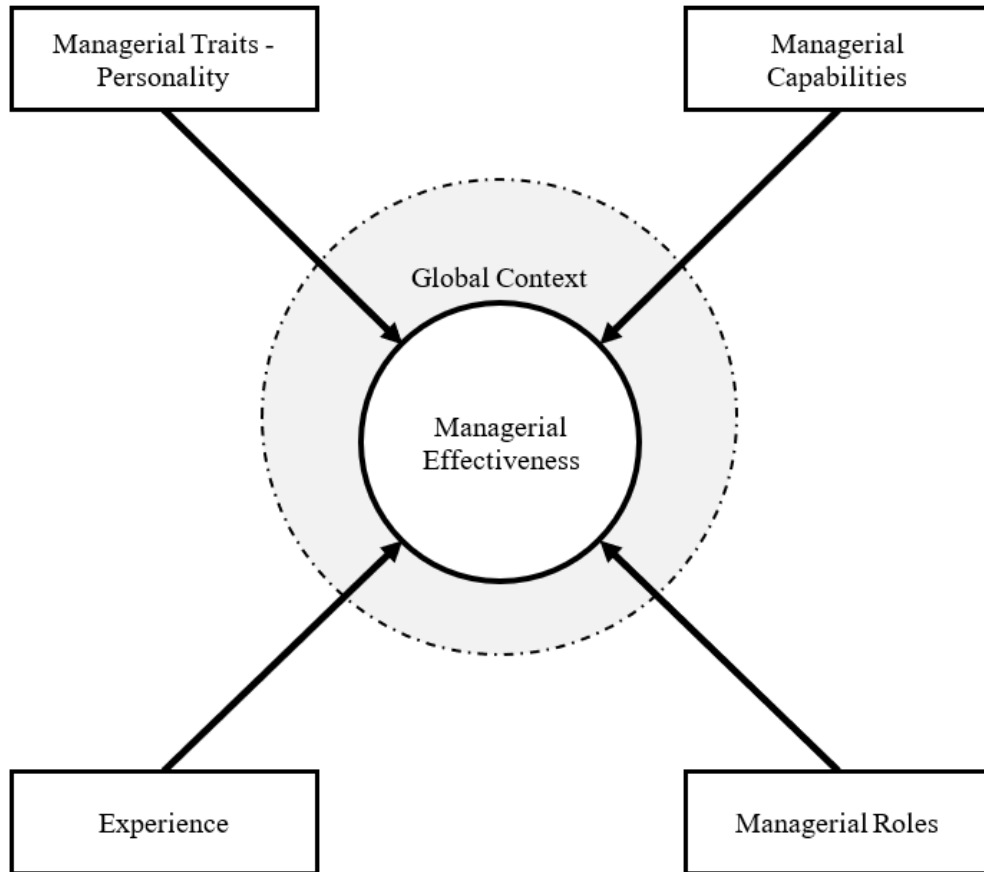 Managerial Traits -
Personality
Managerial
Capabilities
Global Context
Managerial
Effectiveness
Experience
Managerial Roles